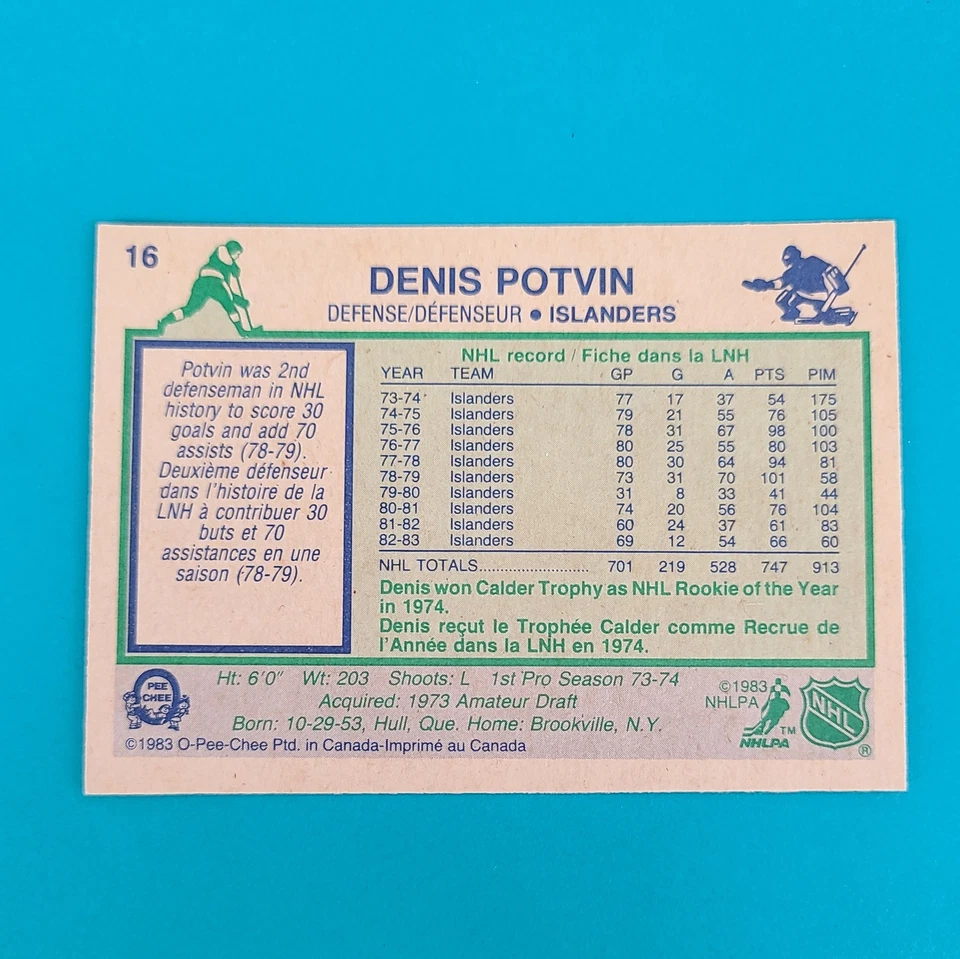 16
DENIS POTVIN
DEFENSE/DÉFENSEUR • ISLANDERS
Potvin was 2nd
defenseman in NHL
history to score 30
goals and add 70
assists (78-79).
Deuxième défenseur
dans l'histoire de la
LNH à contribuer 30
buts et 70
assistances en une
saison (78-79).
NHL record / Fiche dans la LNH
YEAR TEAM GP G A PTS PIM
73-74 Islanders 77 17 37 54 175
74-75 Islanders 79 21 55 76 105
75-76 Islanders 78 31 67 98 100
76-77 Islanders 80 25 55 80 103
77-78 Islanders 80 30 64 94 81
78-79 Islanders 73 31 70 101 58
79-80 Islanders 31 8 33 41 44
80-81 Islanders 74 20 56 76 104
81-82 Islanders 60 24 37 61 83
82-83 Islanders 69 12 54 66 60
NHL TOTALS............................ 701 219 528 747 913
Denis won Calder Trophy as NHL Rookie of the Year
in 1974.
Denis reçut le Trophée Calder comme Recrue de
l'Année dans la LNH en 1974.
PEE
CHEE
Ht: 6'0" Wt: 203 Shoots: L 1st Pro Season 73-74
Acquired: 1973 Amateur Draft
Born: 10-29-53, Hull, Que. Home: Brookville, N.Y.
©1983 O-Pee-Chee Ptd. in Canada-Imprimé au Canada
©1983
NHLPA
TM
NHLPA
NHL
®